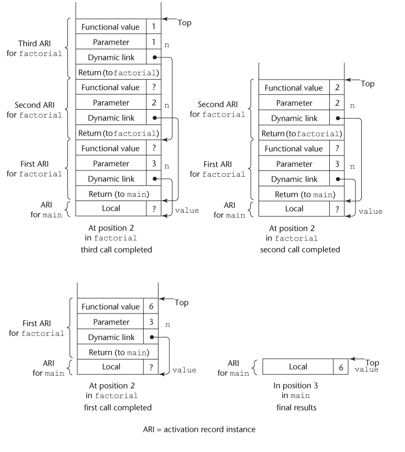 Functional value 1 Top
Third ARI
for factorial
Parameter 1 n
Dynamic link
Return (to factorial)
Functional value ?
Second ARI
for factorial
Parameter 2 n
Dynamic link
Return (to factorial)
Functional value ?
First ARI
for factorial
Parameter 3 n
Dynamic link
Return (to main)
ARI
for main
Local ? value
At position 2
in factorial
third call completed
Functional value 2 Top
Second ARI
for factorial
Parameter 2 n
Dynamic link
Return (to factorial)
Functional value ?
First ARI
for factorial
Parameter 3 n
Dynamic link
Return (to main)
ARI
for main
Local ? value
At position 2
in factorial
second call completed
Functional value 6 Top
First ARI
for factorial
Parameter 3 n
Dynamic link
Return (to main)
ARI
for main
Local ? value
At position 2
in factorial
first call completed
ARI
for main
Local 6 Top
value
In position 3
in main
final results
ARI = activation record instance